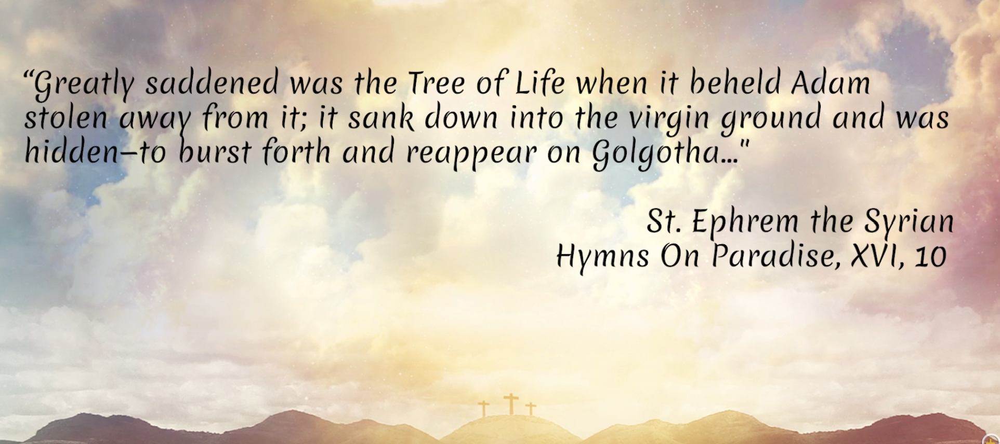 “Greatly saddened was the Tree of Life when it beheld Adam
stolen away from it; it sank down into the virgin ground and was
hidden—to burst forth and reappear on Golgotha..."
St. Ephrem the Syrian
Hymns On Paradise, XVI, 10